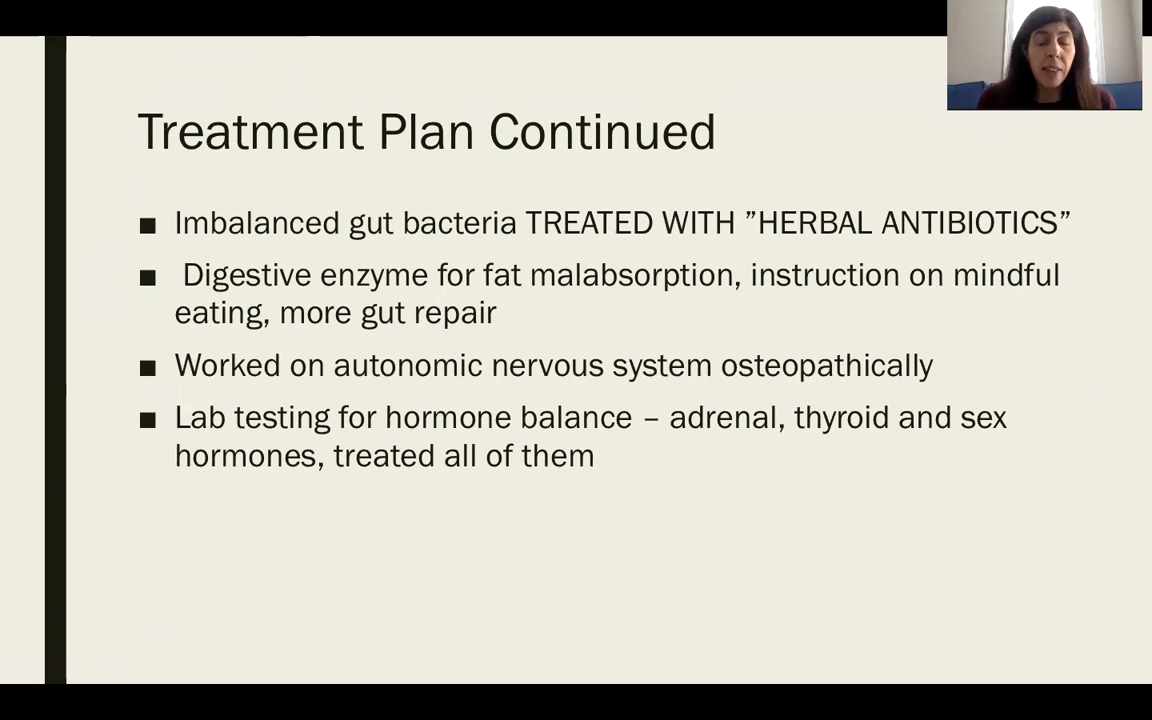 Treatment Plan Continued
■ Imbalanced gut bacteria TREATED WITH ”HERBAL ANTIBIOTICS”
■ Digestive enzyme for fat malabsorption, instruction on mindful
eating, more gut repair
■ Worked on autonomic nervous system osteopathically
■ Lab testing for hormone balance – adrenal, thyroid and sex
hormones, treated all of them